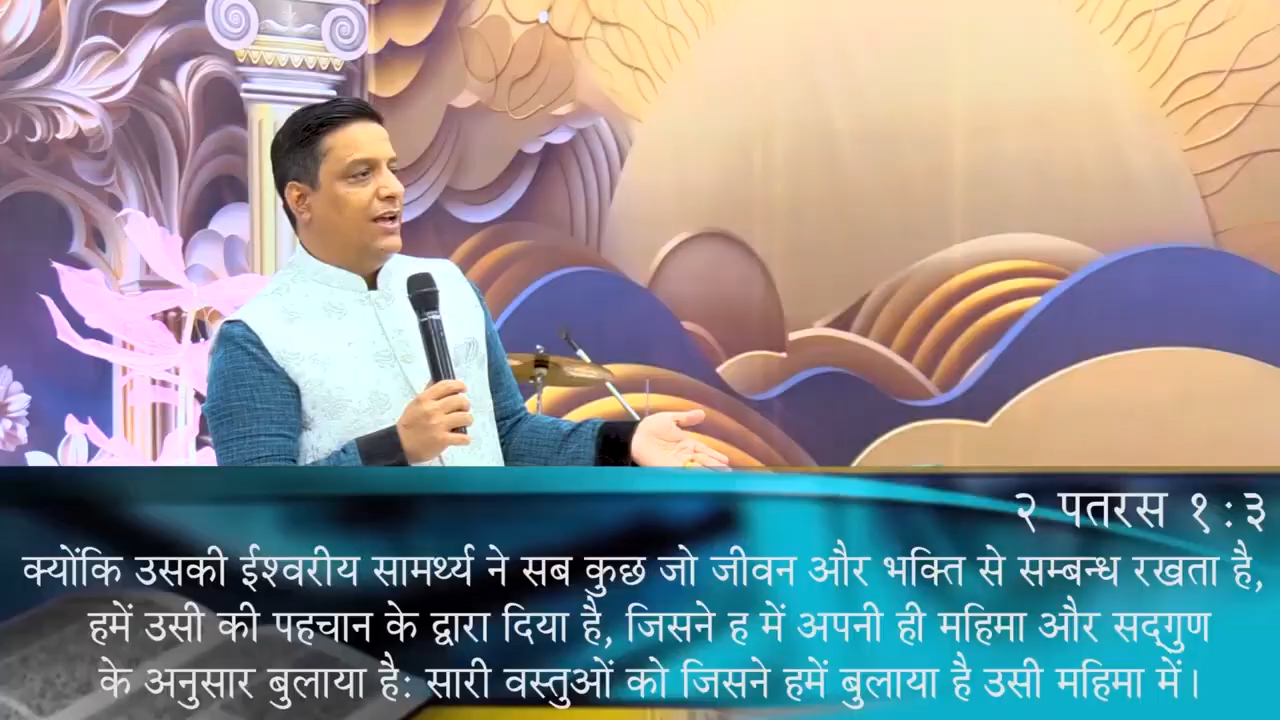 २ पतरस १:३
क्योंकि उसकी ईश्वरीय सामर्थ्य ने सब कुछ जो जीवन और भक्ति से सम्बन्ध रखता है,
हमें उसी की पहचान के द्वारा दिया है, जिसने ह में अपनी ही महिमा और सद्‌गुण
के अनुसार बुलाया है: सारी वस्तुओं को जिसने हमें बुलाया है उसी महिमा में।